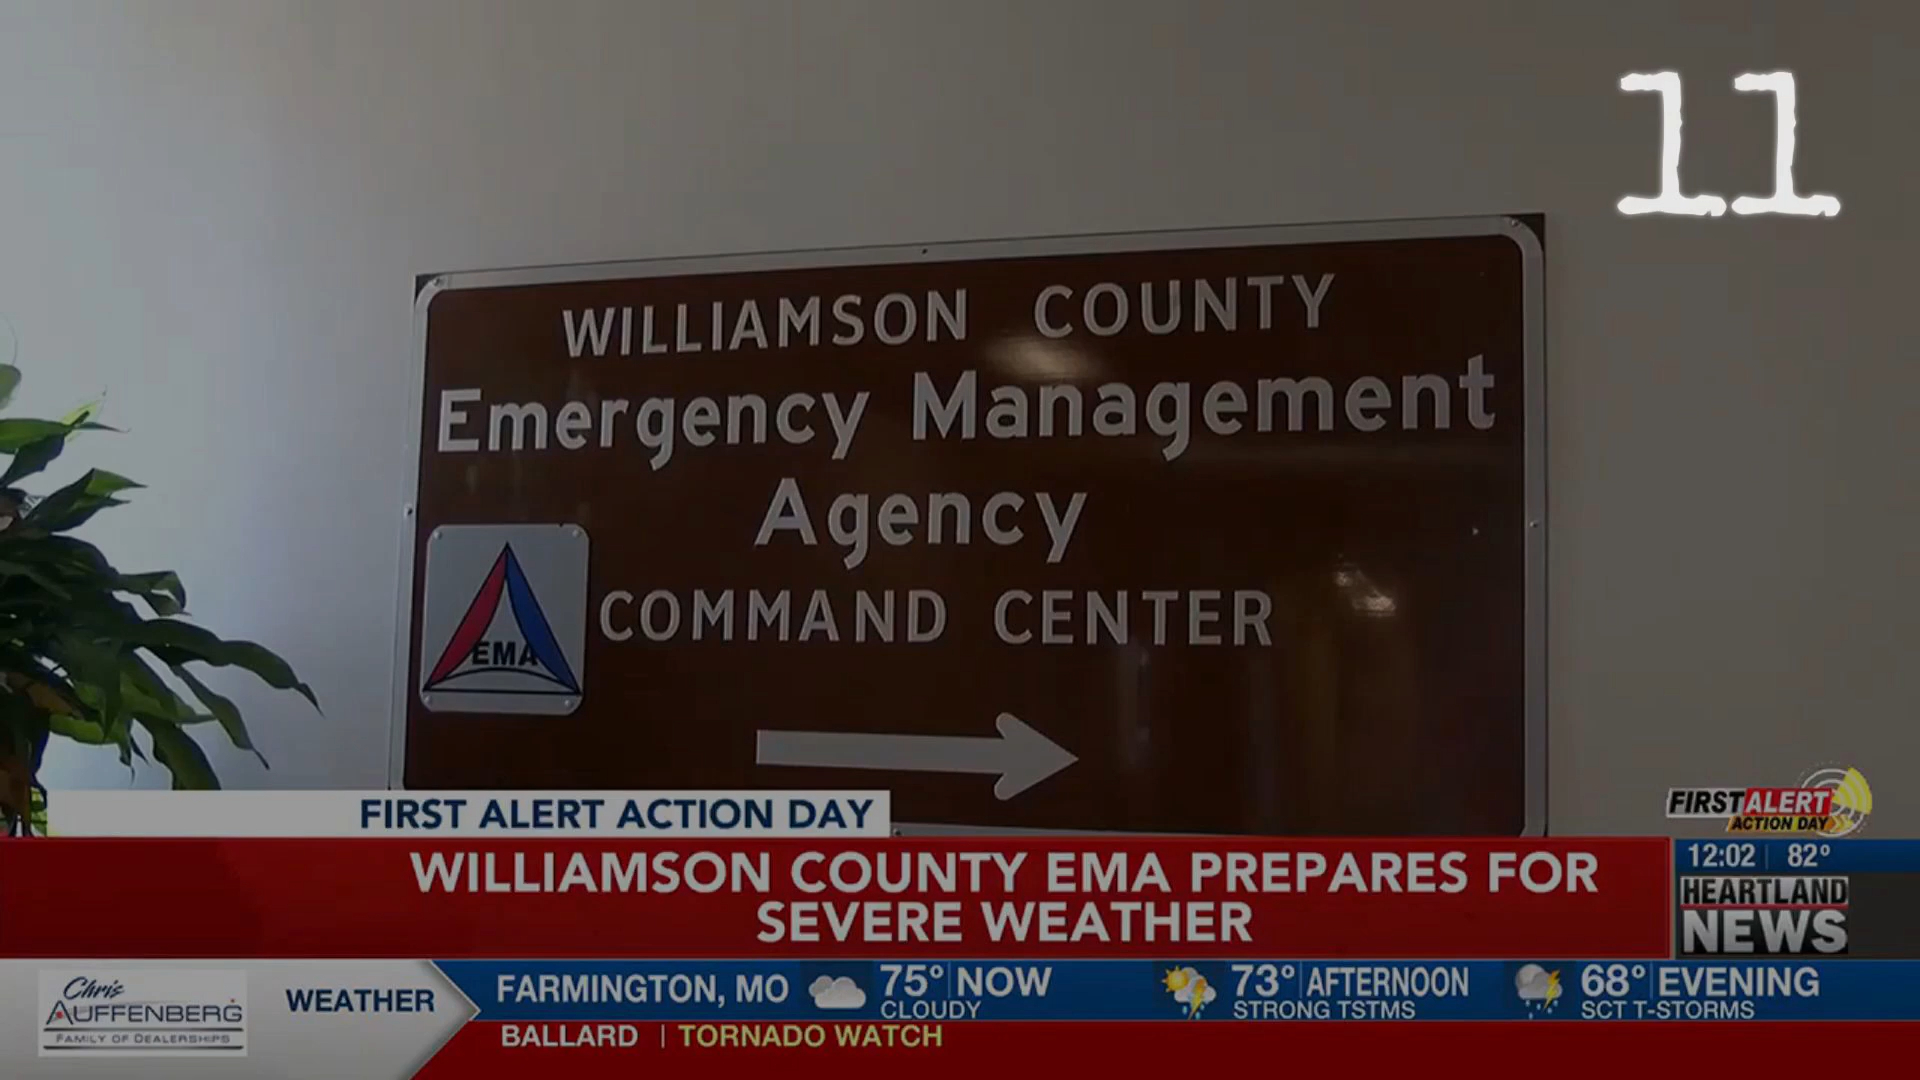 11
WILLIAMSON COUNTY
Emergency Management
Agency
EMA
COMMAND CENTER
FIRST ALERT ACTION DAY
FIRST ALERT
ACTION DAY
WILLIAMSON COUNTY EMA PREPARES FOR
SEVERE WEATHER
12:02 82°
HEARTLAND
NEWS
Chris
AUFFENBERG
FAMILY OF DEALERSHIPS
WEATHER
FARMINGTON, MO 75° NOW 73° AFTERNOON 68° EVENING
CLOUDY STRONG TSTMS SCT T-STORMS
BALLARD | TORNADO WATCH